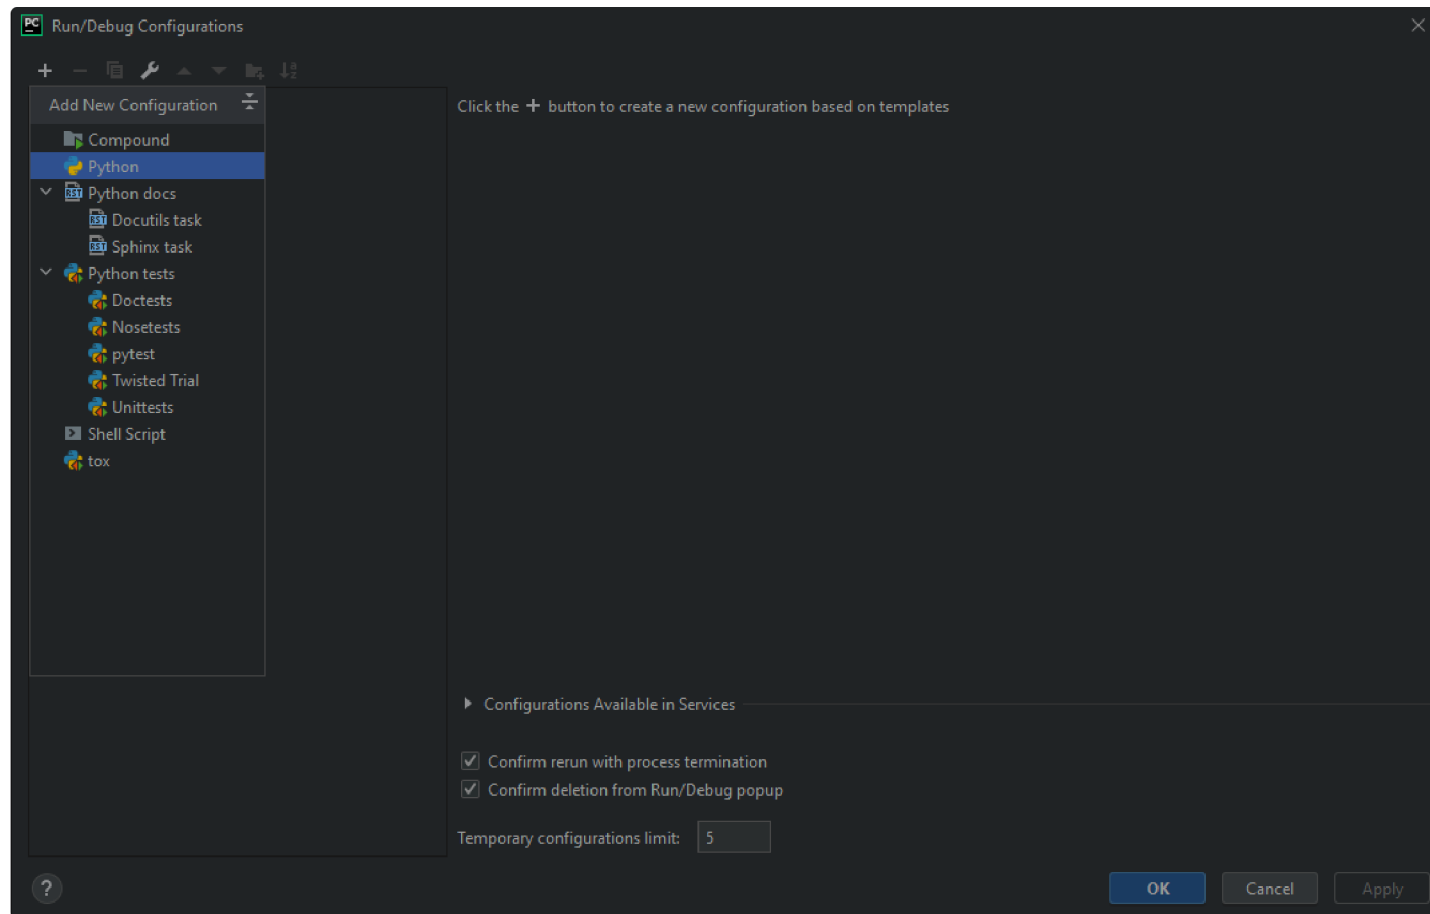 PC Run/Debug Configurations
Add New Configuration
Click the + button to create a new configuration based on templates
Compound
Python
Python docs
RST Docutils task
RST Sphinx task
Python tests
Doctests
Nosetests
pytest
Twisted Trial
Unittests
Shell Script
tox
Configurations Available in Services
Confirm rerun with process termination
Confirm deletion from Run/Debug popup
Temporary configurations limit: 5
? OK Cancel Apply